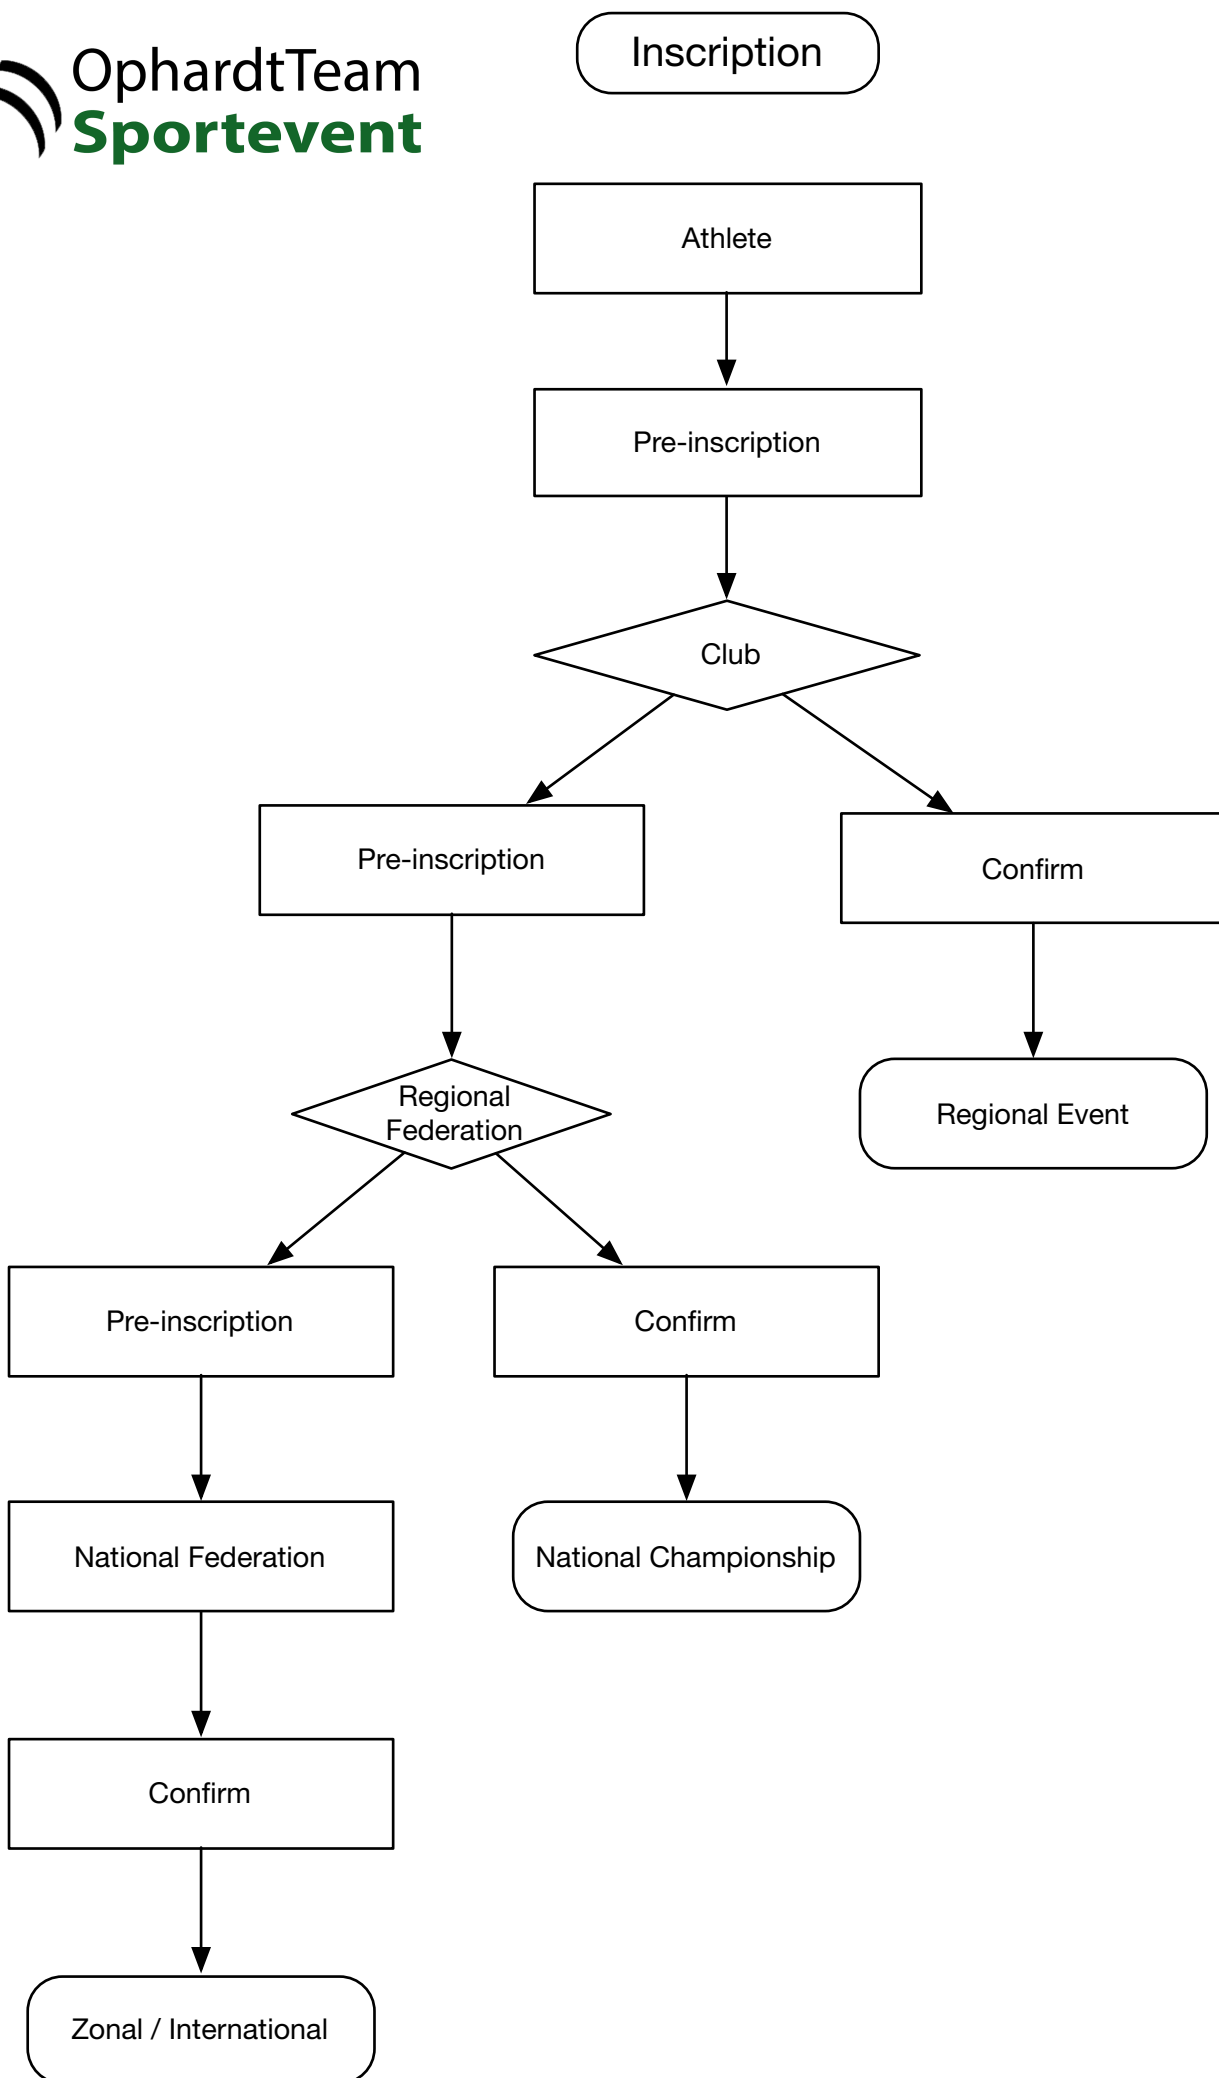 OphardtTeam
Sportevent
Inscription
Athlete
Pre-inscription
Club
Pre-inscription
Confirm
Regional
Federation
Regional Event
Pre-inscription
Confirm
National Federation
National Championship
Confirm
Zonal / International